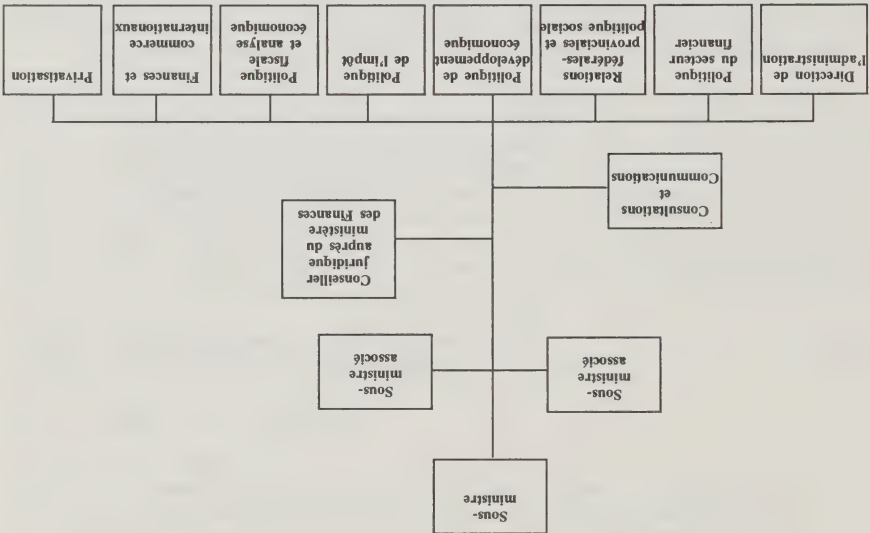 Sous-
ministre
Sous-
ministre
associé
Sous-
ministre
associé
Conseiller
juridique
auprès du
ministère
des Finances
Consultations
et
Communications
Direction de
l'administration
Politique
du secteur
financier
Relations
fédérales-
provinciales et
politique sociale
Politique de
développement
économique
Politique
de l'impôt
Politique
fiscale
et analyse
économique
Finances et
commerce
internationaux
Privatisation